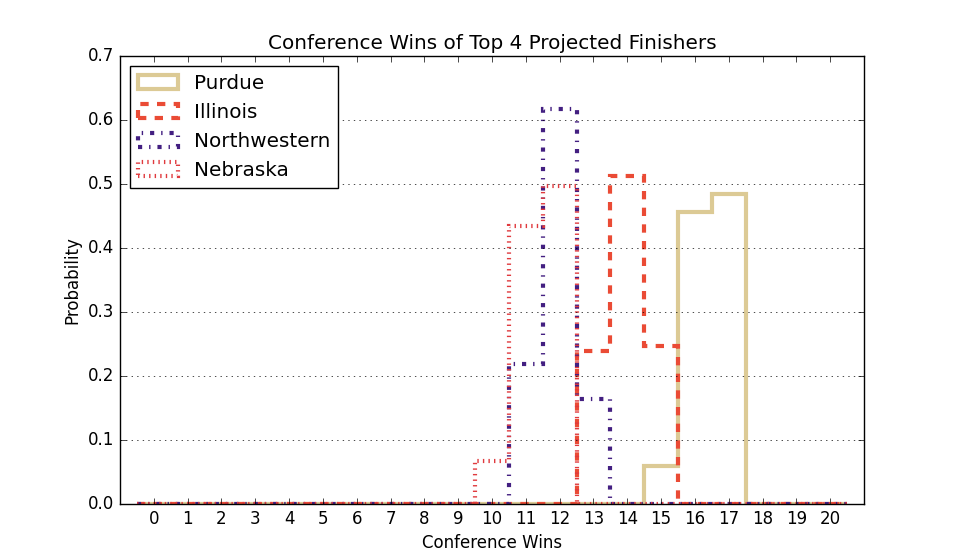 Conference Wins of Top 4 Projected Finishers
0.7
0.6
0.5
0.4
0.3
0.2
0.1
0.0
Probability
Purdue
Illinois
Northwestern
Nebraska
0 1 2 3 4 5 6 7 8 9 10 11 12 13 14 15 16 17 18 19 20
Conference Wins